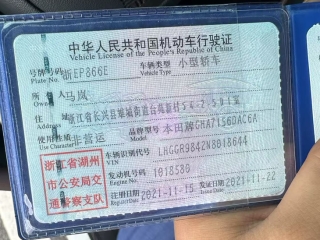 中华人民共和国机动车行驶证
Vehicle License of the People's Republic of China
号牌号码 浙EP866E 车辆类型 小型轿车
Plate No. Vehicle Type
所有人 马岚
Owner
住址 浙江省长兴县雉城街道台基新村54-2-501室
Address
使用性质 非营运 品牌型号 本田牌GHA7156DAC6A
Use Character Model
浙江省湖州
市公安局交
通警察支队
车辆识别代号 LHGGR9842N8018644
VIN
发动机号码 1018580
Engine No.
注册日期 2021-11-15 发证日期 2021-11-22
Register Date Issue Date